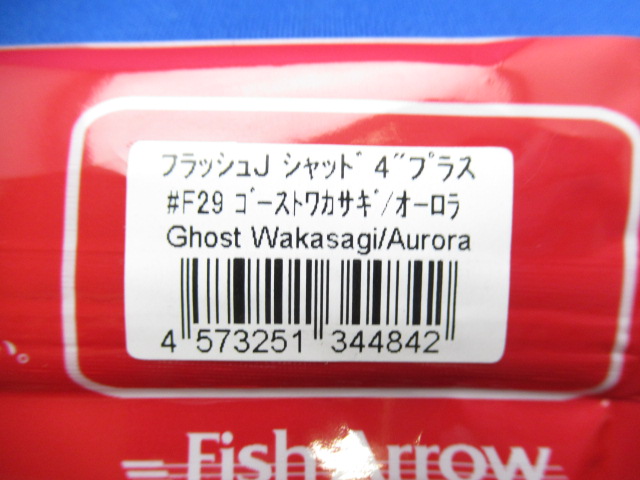 ﾌﾗｯｼｭJ ｼｬｯﾄﾞ 4"ﾌﾟﾗｽ
#F29 ｺﾞｰｽﾄﾜｶｻｷﾞ/ｵｰﾛﾗ
Ghost Wakasagi/Aurora
4 573251 344842
い。
Fish Arrow